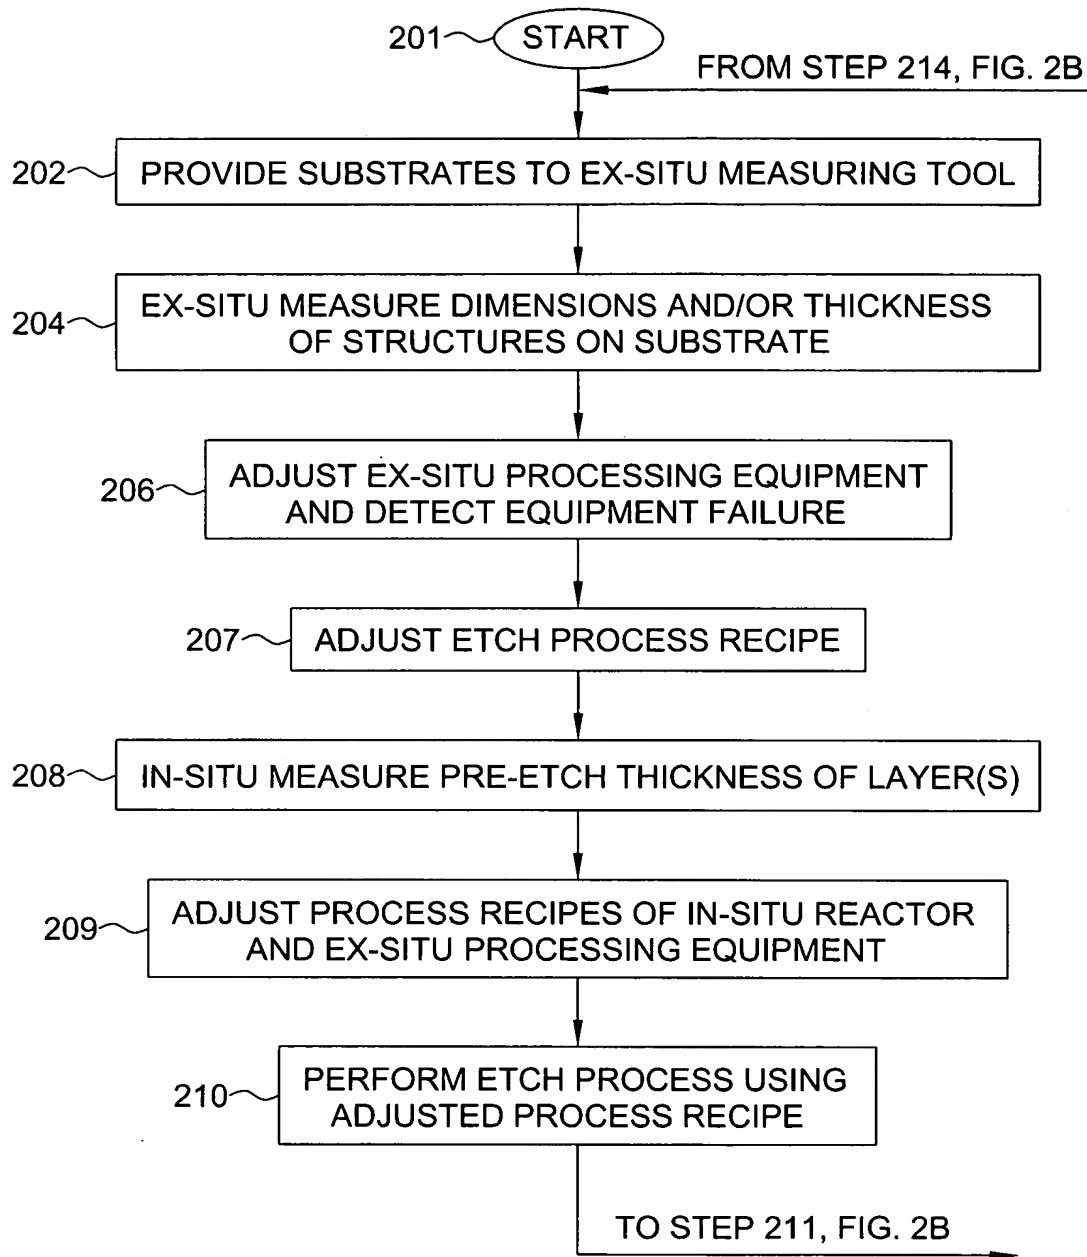 201
START
FROM STEP 214, FIG. 2B
202
PROVIDE SUBSTRATES TO EX-SITU MEASURING TOOL
204
EX-SITU MEASURE DIMENSIONS AND/OR THICKNESS
OF STRUCTURES ON SUBSTRATE
206
ADJUST EX-SITU PROCESSING EQUIPMENT
AND DETECT EQUIPMENT FAILURE
207
ADJUST ETCH PROCESS RECIPE
208
IN-SITU MEASURE PRE-ETCH THICKNESS OF LAYER(S)
209
ADJUST PROCESS RECIPES OF IN-SITU REACTOR
AND EX-SITU PROCESSING EQUIPMENT
210
PERFORM ETCH PROCESS USING
ADJUSTED PROCESS RECIPE
TO STEP 211, FIG. 2B